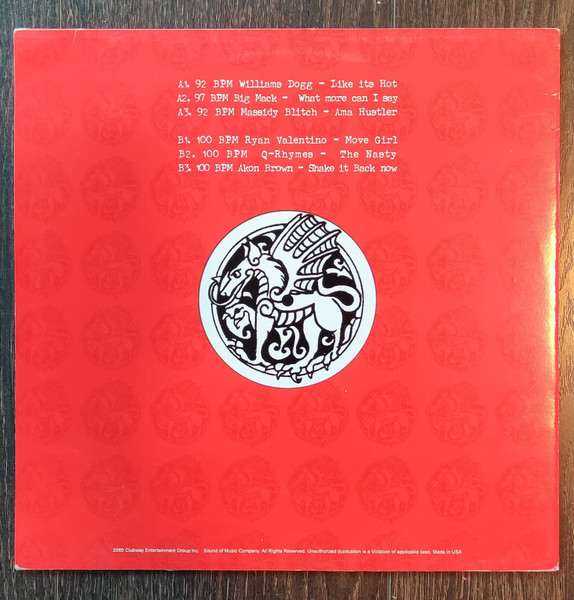 A1. 92 BPM Williams Dogg - Like its Hot
A2. 97 BPM Big Mack - What more can I say
A3. 92 BPM Massidy Blitch - Ama Hustler
B1. 100 BPM Ryan Valentino - Move Girl
B2. 100 BPM Q-Rhymes - The Nasty
B3. 100 BPM Akon Brown - Shake it Back now
2005 Clubway Entertainment Group Inc. Sound of Music Company. All Rights Reserved. Unauthorized duplication is a Violation of applicable laws. Made in USA